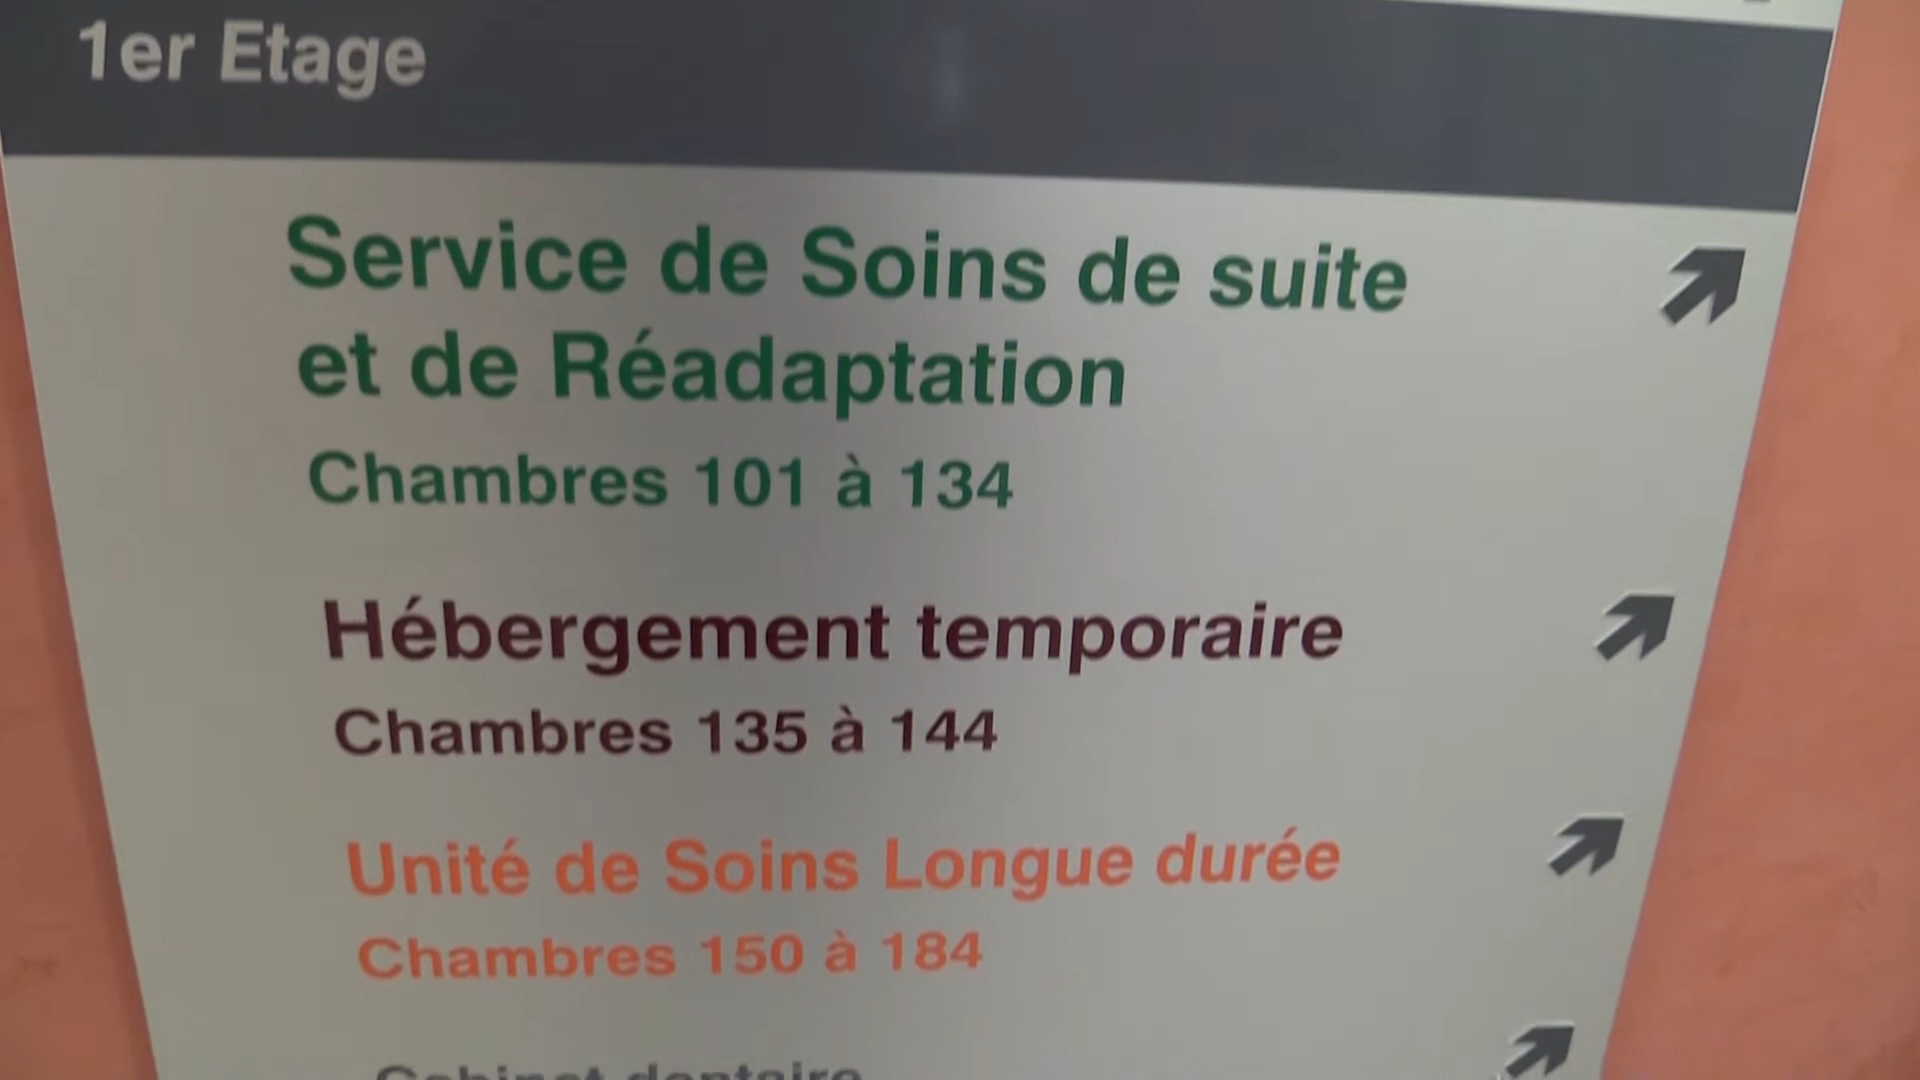 1er Etage
Service de Soins de suite
et de Réadaptation
Chambres 101 à 134
Hébergement temporaire
Chambres 135 à 144
Unité de Soins Longue durée
Chambres 150 à 184
Cabinet dentaire